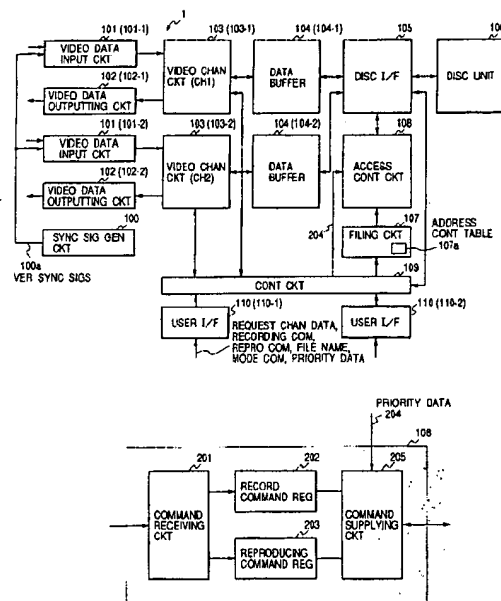 1
101 (101-1)
VIDEO DATA
INPUT CKT
102 (102-1)
VIDEO DATA
OUTPUTTING CKT
101 (101-2)
VIDEO DATA
INPUT CKT
102 (102-2)
VIDEO DATA
OUTPUTTING CKT
100
SYNC SIG GEN
CKT
100a
VER SYNC SIGS
103 (103-1)
VIDEO CHAN
CKT (CH1)
103 (103-2)
VIDEO CHAN
CKT (CH2)
104 (104-1)
DATA
BUFFER
104 (104-2)
DATA
BUFFER
204
105
DISC I/F
DISC UNIT
108
ACCESS
CONT CKT
107
FILING CKT
ADDRESS
CONT TABLE
107a
109
CONT CKT
110 (110-1)
USER I/F
110 (110-2)
USER I/F
REQUEST CHAN DATA,
RECORDING COM,
REPRO COM, FILE NAME,
MODE COM, PRIORITY DATA
PRIORITY DATA
204
108
201
COMMAND
RECEIVING
CKT
202
RECORD
COMMAND REG
203
REPRODUCING
COMMAND REG
205
COMMAND
SUPPLYING
CKT